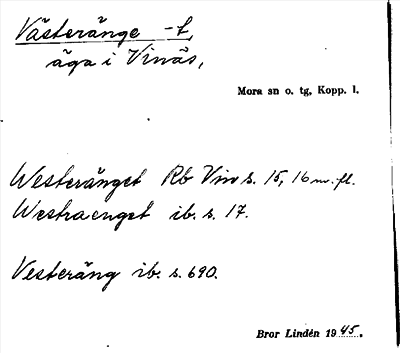 Västeränge -t,
äga i Vinäs,
Mora sn o. tg, Kopp. l.
Westeränget Rb Vin s. 15, 16 m. fl.
Westraenget ib. s. 17.
Vesteräng ib. s. 690.
Bror Lindén 1945.